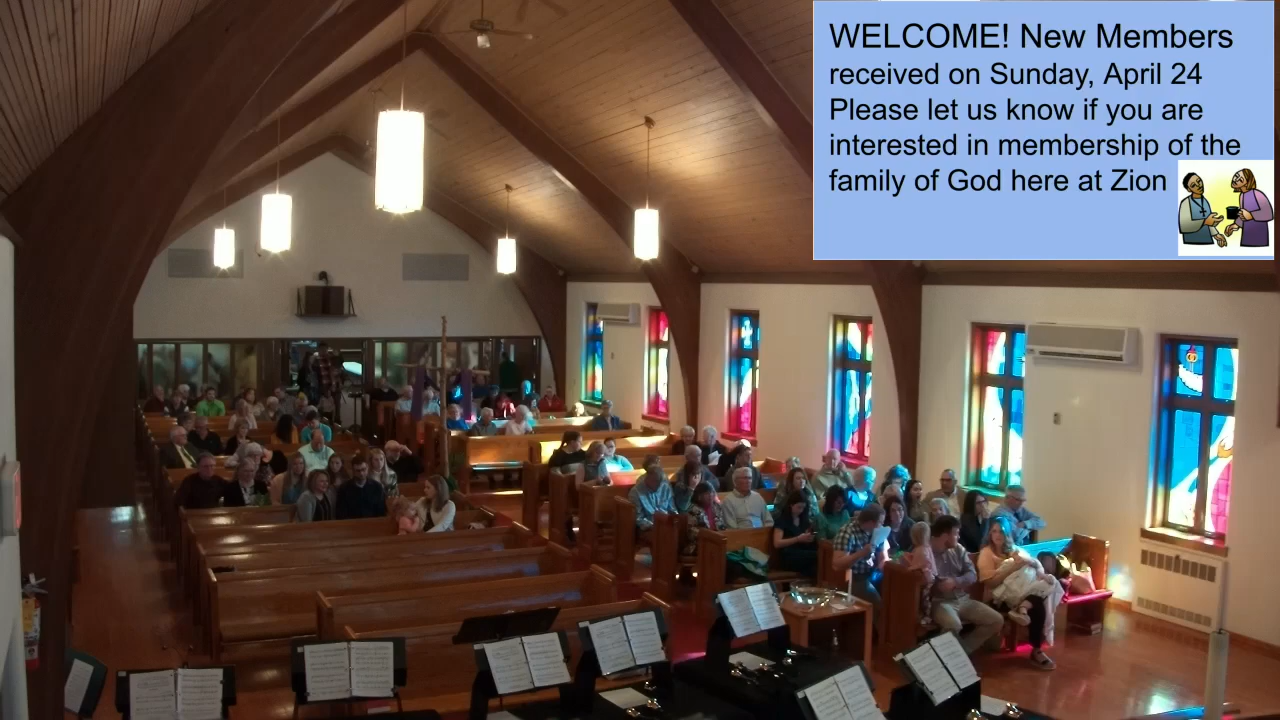 WELCOME! New Members
received on Sunday, April 24
Please let us know if you are
interested in membership of the
family of God here at Zion